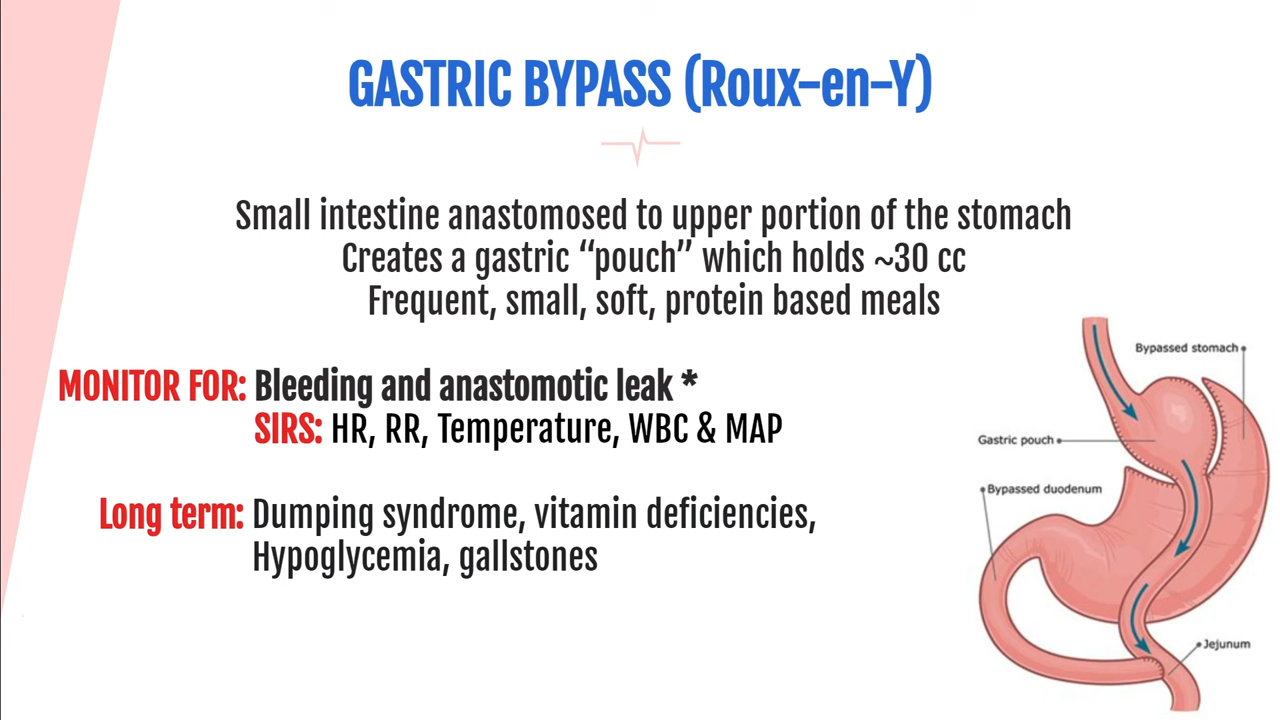 GASTRIC BYPASS (Roux-en-Y)
Small intestine anastomosed to upper portion of the stomach
Creates a gastric “pouch” which holds ~30 cc
Frequent, small, soft, protein based meals
MONITOR FOR: Bleeding and anastomotic leak *
SIRS: HR, RR, Temperature, WBC & MAP
Long term: Dumping syndrome, vitamin deficiencies,
Hypoglycemia, gallstones
Bypassed stomach
Gastric pouch
Bypassed duodenum
Jejunum